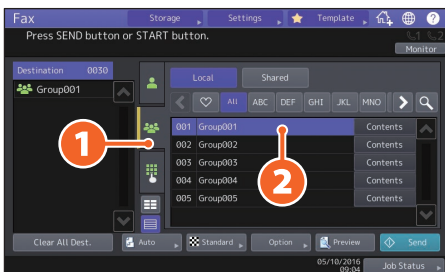 Fax Storage Settings Template
Press SEND button or START button.
1 2
Monitor
Destination 0030
Group001
Local Shared
All ABC DEF GHI JKL MNO
001 Group001 Contents
002 Group002 Contents
003 Group003 Contents
004 Group004 Contents
005 Group005 Contents
1
2
Clear All Dest. Auto Standard Option Preview Send
05/10/2016
09:04
Job Status